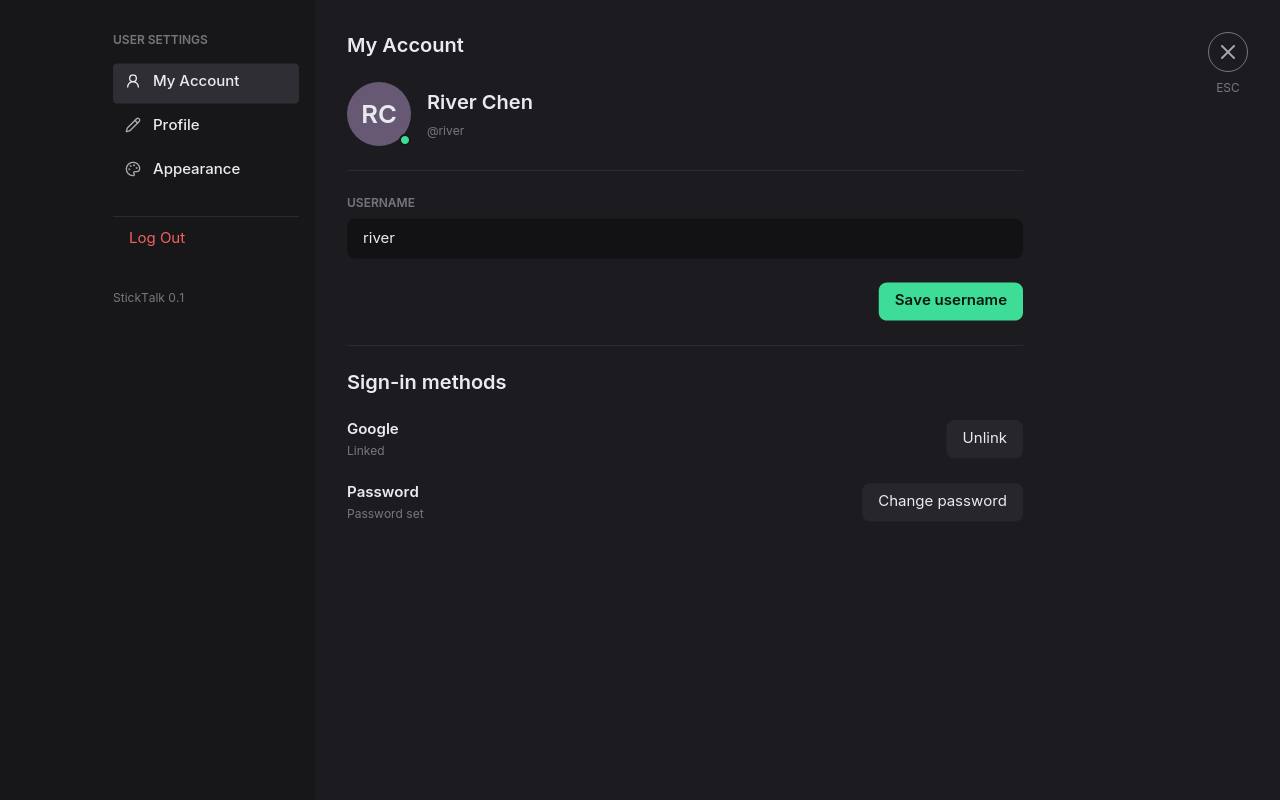 USER SETTINGS
My Account
Profile
Appearance
Log Out
StickTalk 0.1
My Account
RC
River Chen
@river
USERNAME
river
Save username
Sign-in methods
Google
Linked
Unlink
Password
Password set
Change password
ESC